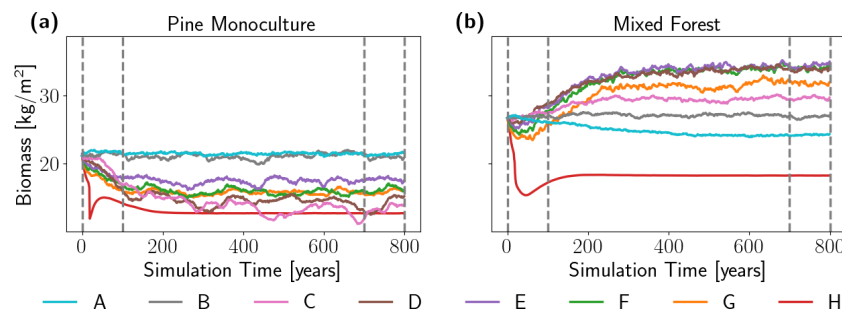 (a) Pine Monoculture
(b) Mixed Forest
Biomass [kg/m²]
30
20
0 200 400 600 800
0 200 400 600 800
Simulation Time [years]
Simulation Time [years]
A B C D E F G H